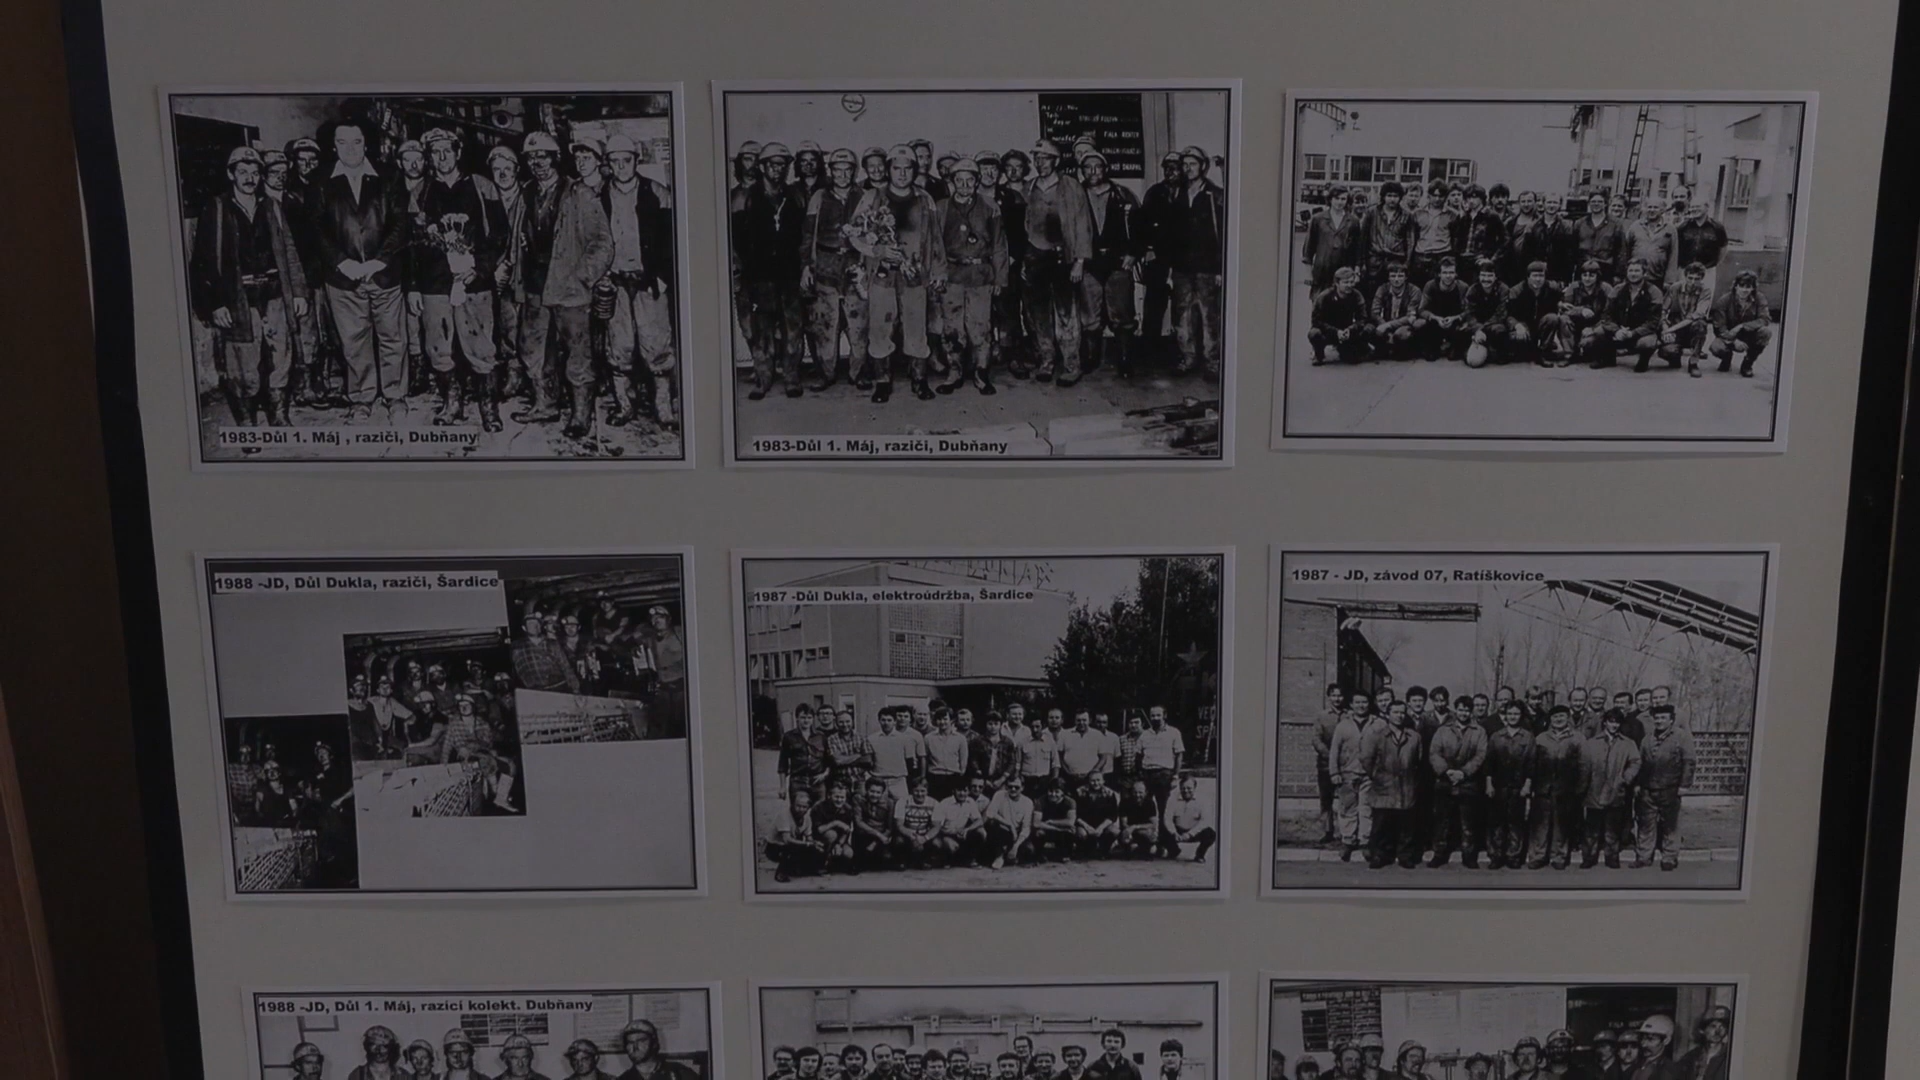 1983-Důl 1. Máj , raziči, Dubňany
1983-Důl 1. Máj, raziči, Dubňany
1988 -JD, Důl Dukla, raziči, Šardice
1987 -Důl Dukla, elektroúdržba, Šardice
1987 - JD, závod 07, Ratíškovice
1988 -JD, Důl 1. Máj, razící kolekt. Dubňany